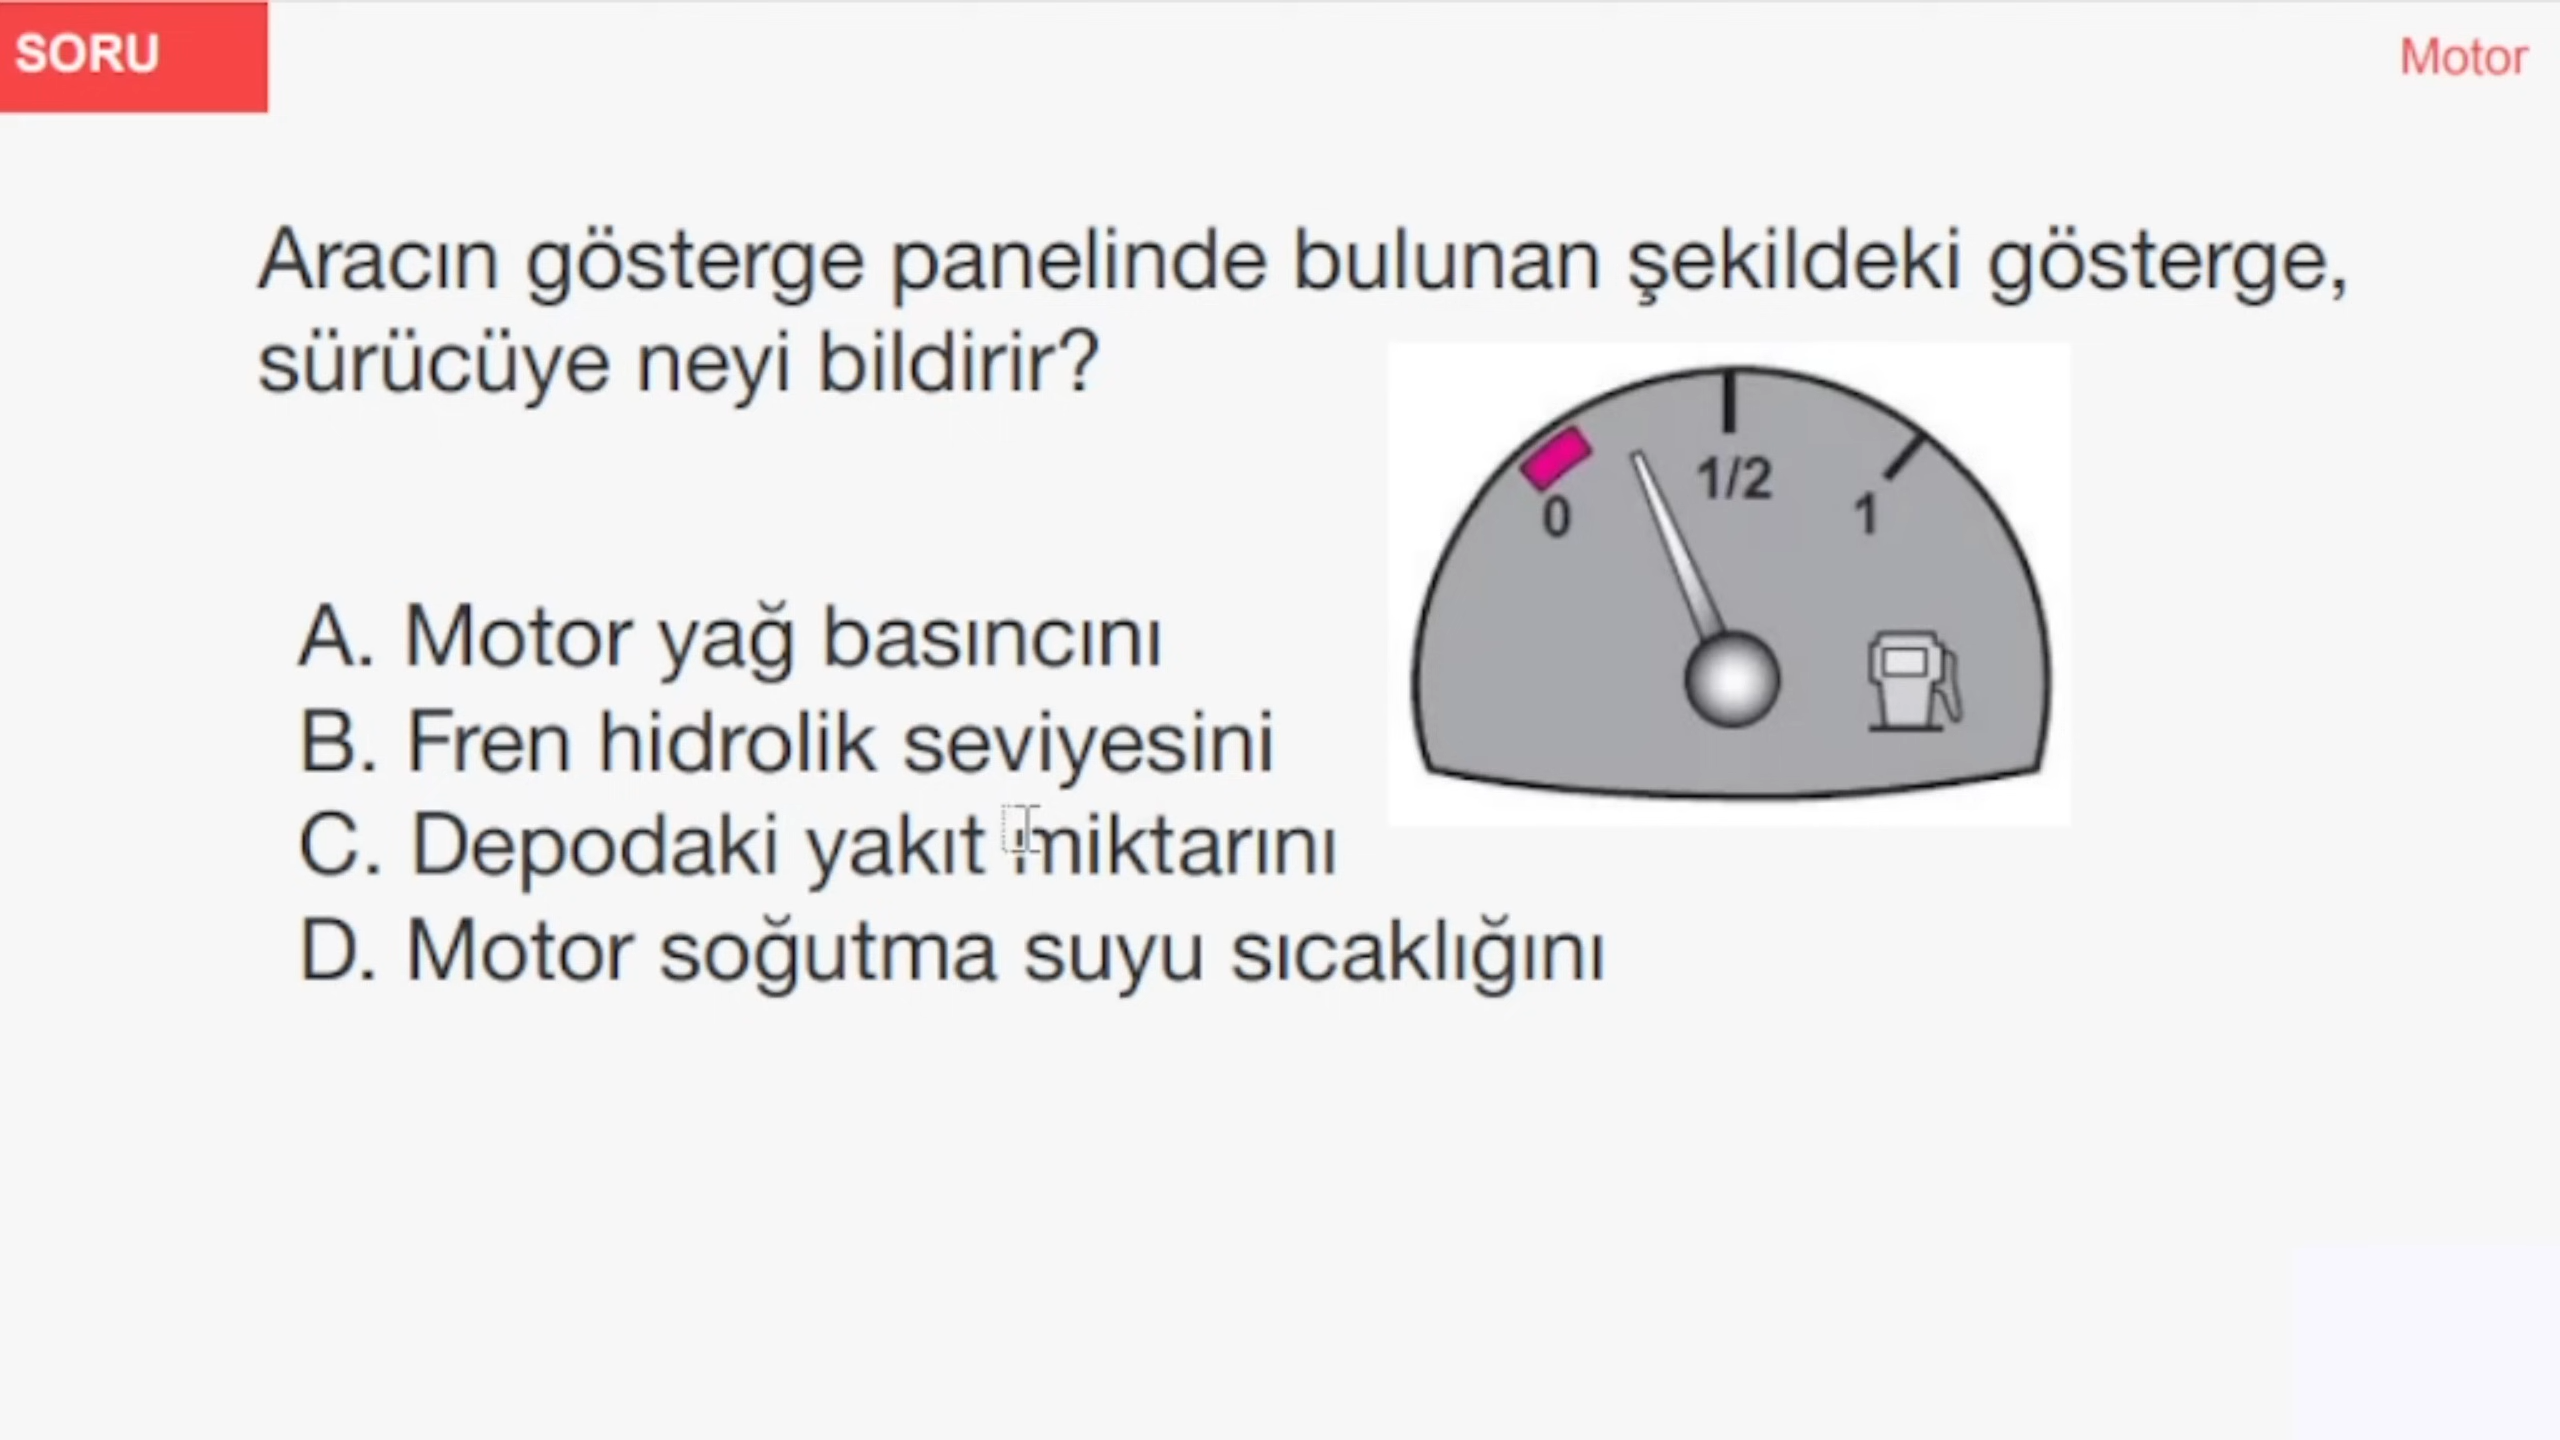 SORU
Motor
Aracın gösterge panelinde bulunan şekildeki gösterge,
sürücüye neyi bildirir?
1/2
0
1
A. Motor yağ basıncını
B. Fren hidrolik seviyesini
C. Depodaki yakıt miktarını
D. Motor soğutma suyu sıcaklığını